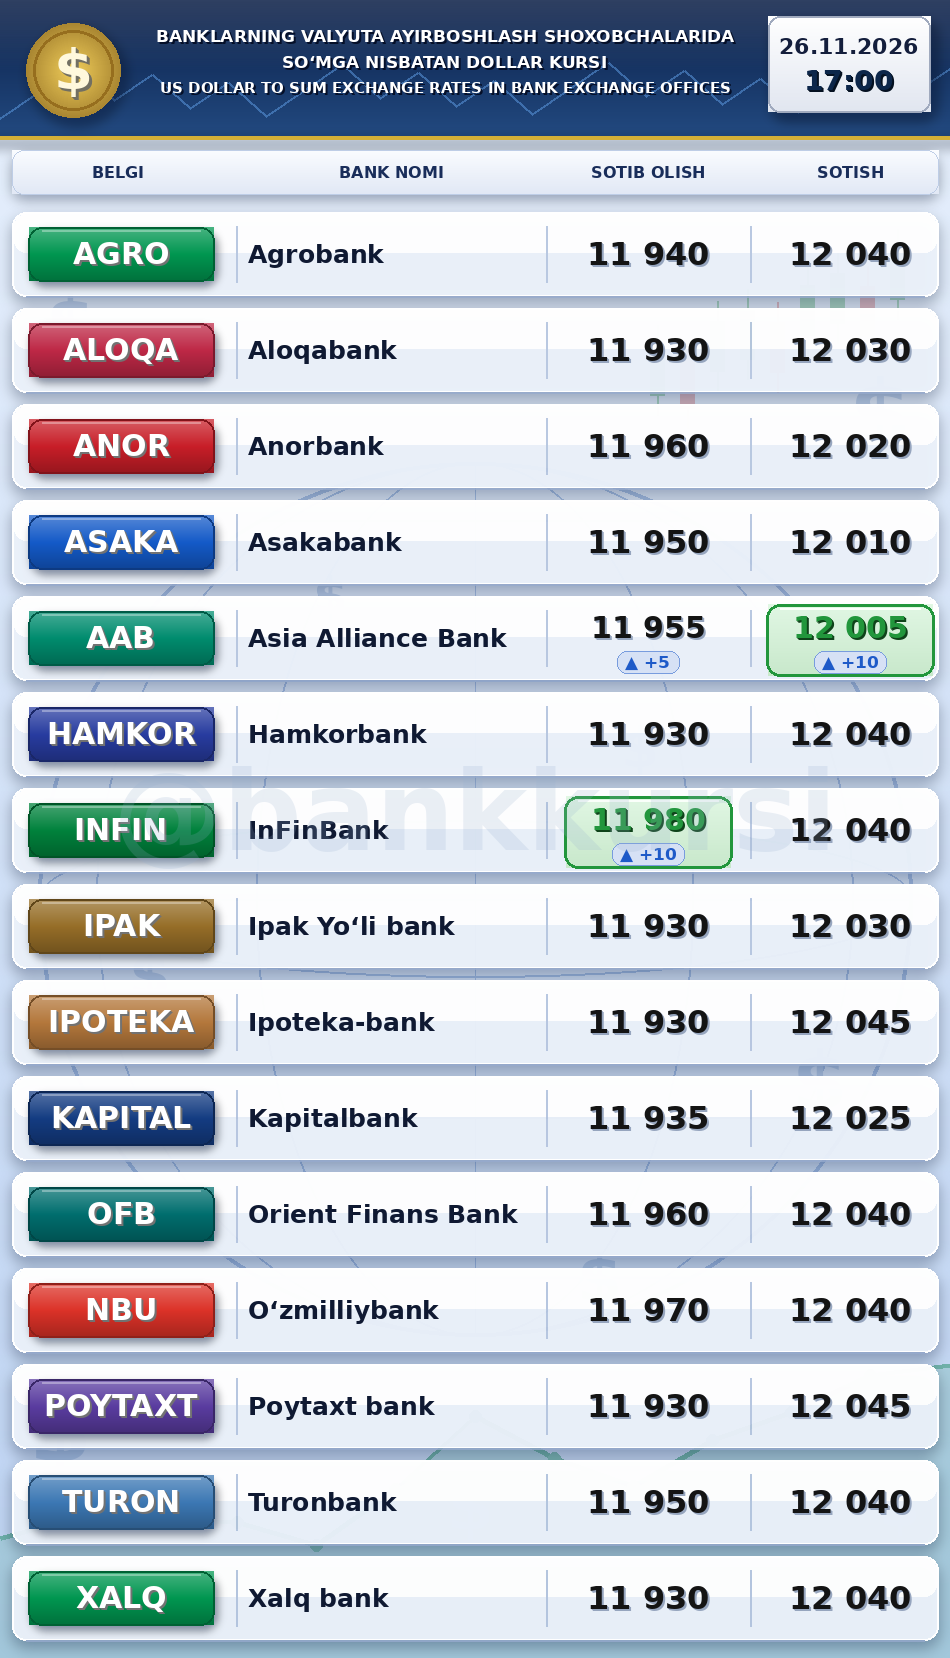 $
BANKLARNING VALYUTA AYIRBOSHLASH SHOXOBCHALARIDA
SO‘MGA NISBATAN DOLLAR KURSI
US DOLLAR TO SUM EXCHANGE RATES IN BANK EXCHANGE OFFICES
26.11.2026
17:00
BELGI BANK NOMI SOTIB OLISH SOTISH
AGRO Agrobank 11 940 12 040
ALOQA Aloqabank 11 930 12 030
ANOR Anorbank 11 960 12 020
ASAKA Asakabank 11 950 12 010
AAB Asia Alliance Bank 11 955 12 005
▲ +5 ▲ +10
HAMKOR Hamkorbank 11 930 12 040
@bankkursi
INFIN InFinBank 11 980 12 040
▲ +10
IPAK Ipak Yo‘li bank 11 930 12 030
IPOTEKA Ipoteka-bank 11 930 12 045
KAPITAL Kapitalbank 11 935 12 025
OFB Orient Finans Bank 11 960 12 040
NBU O‘zmilliybank 11 970 12 040
POYTAXT Poytaxt bank 11 930 12 045
TURON Turonbank 11 950 12 040
XALQ Xalq bank 11 930 12 040